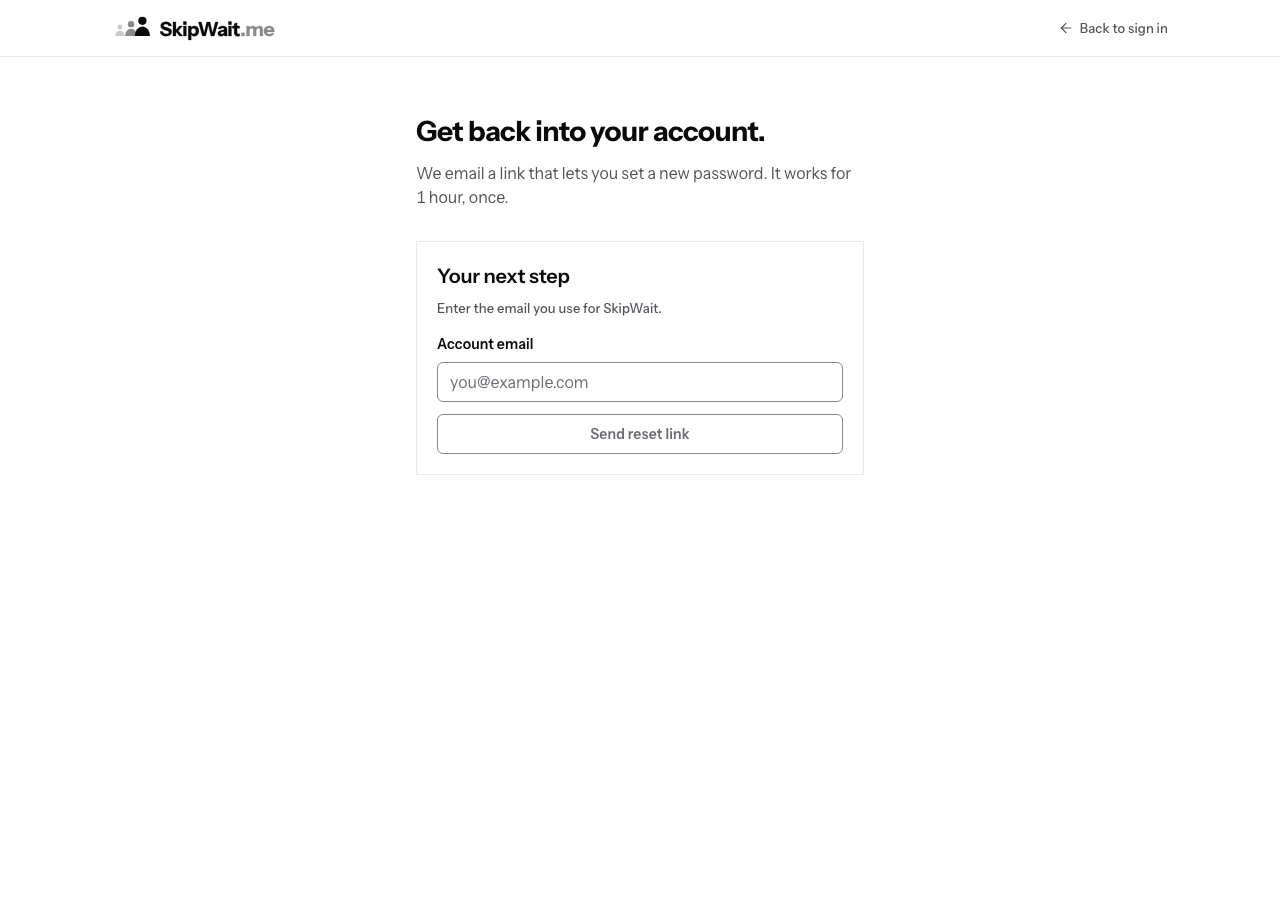 SkipWait.me
Back to sign in
Get back into your account.
We email a link that lets you set a new password. It works for
1 hour, once.
Your next step
Enter the email you use for SkipWait.
Account email
you@example.com
Send reset link